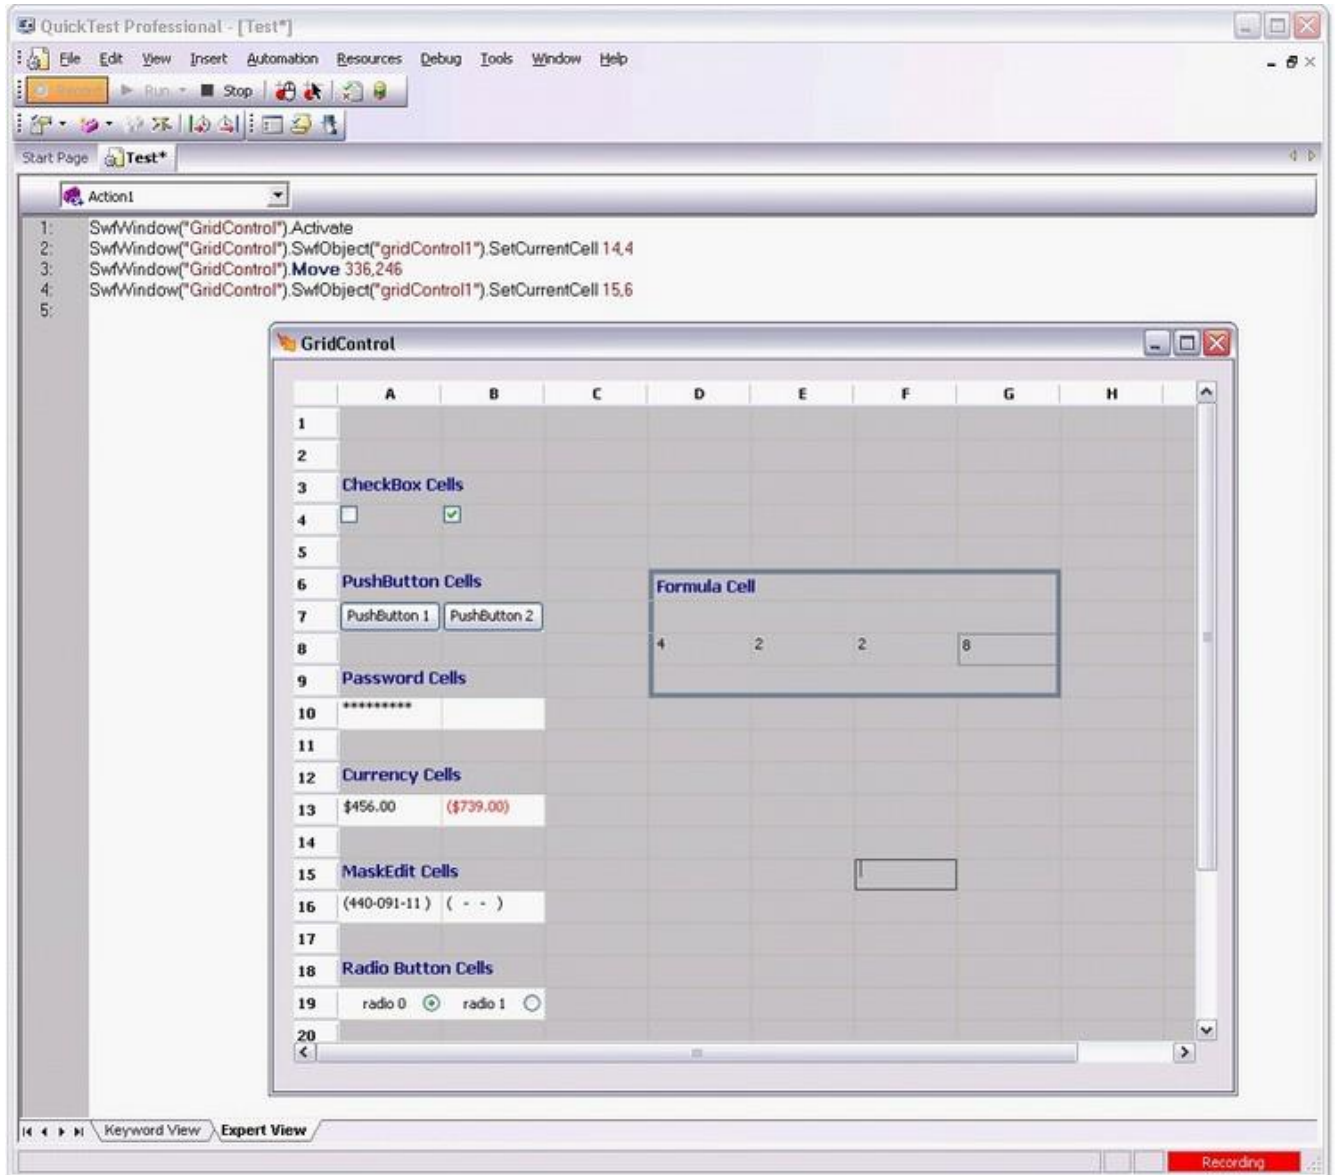 QuickTest Professional - [Test*]
File Edit View Insert Automation Resources Debug Tools Window Help
Record Run Stop
Start Page Test*
Action1
1: SwfWindow("GridControl").Activate
2: SwfWindow("GridControl").SwfObject("gridControl1").SetCurrentCell 14,4
3: SwfWindow("GridControl").Move 336,246
4: SwfWindow("GridControl").SwfObject("gridControl1").SetCurrentCell 15,6
5:
GridControl
A B C D E F G H
1
2
3 CheckBox Cells
4
5
6 PushButton Cells Formula Cell
7 PushButton 1 PushButton 2
8 4 2 2 8
9 Password Cells
10 *********
11
12 Currency Cells
13 $456.00 ($739.00)
14
15 MaskEdit Cells
16 (440-091-11 ) ( - - )
17
18 Radio Button Cells
19 radio 0 radio 1
20
Keyword View Expert View
Recording